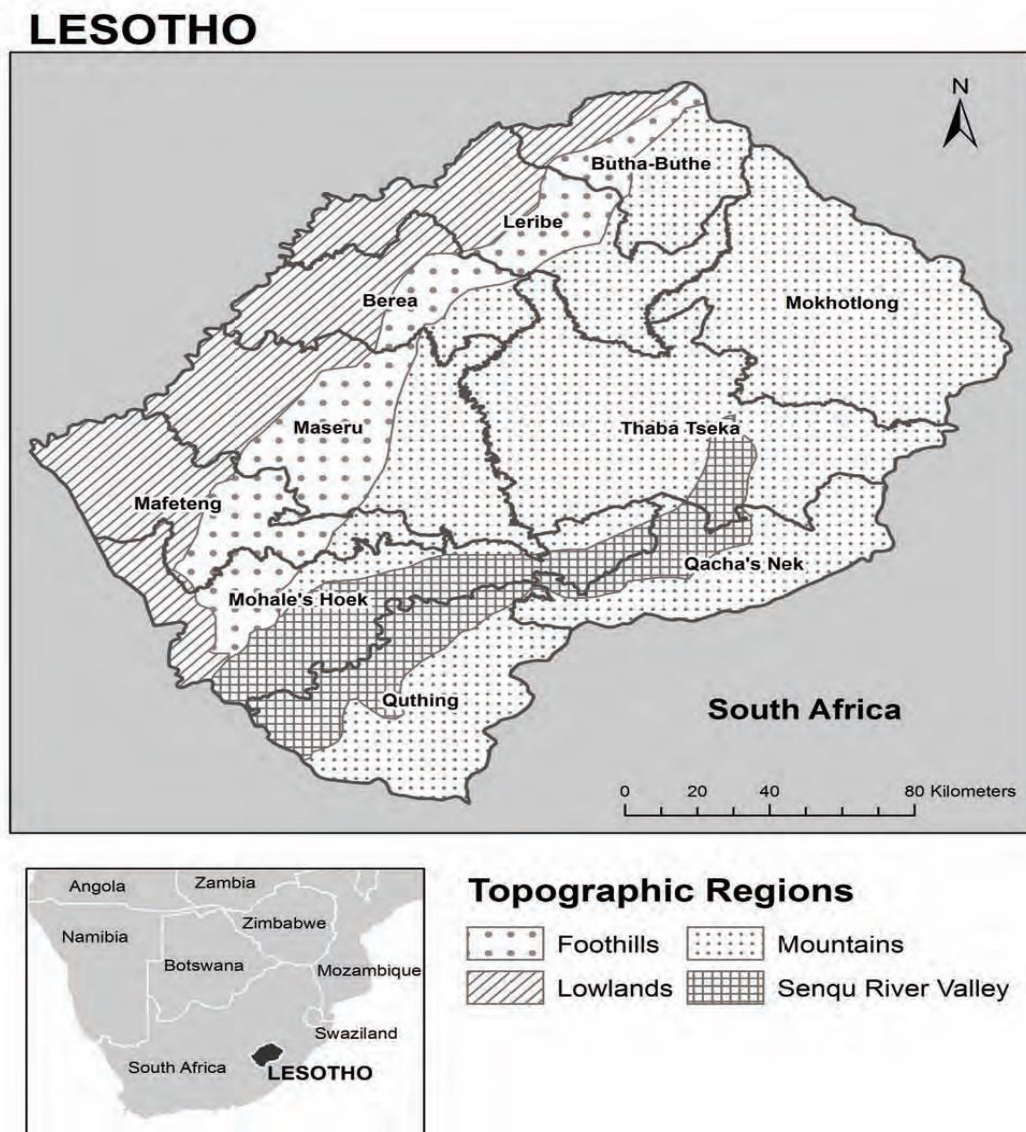 LESOTHO
N
Butha-Buthe
Leribe
Berea
Mokhotlong
Maseru
Thaba Tseka
Mafeteng
Qacha's Nek
Mohale's Hoek
Quthing
South Africa
0 20 40 80 Kilometers
Angola
Zambia
Zimbabwe
Namibia
Botswana
Mozambique
Swaziland
South Africa
LESOTHO
Topographic Regions
Foothills
Mountains
Lowlands
Senqu River Valley